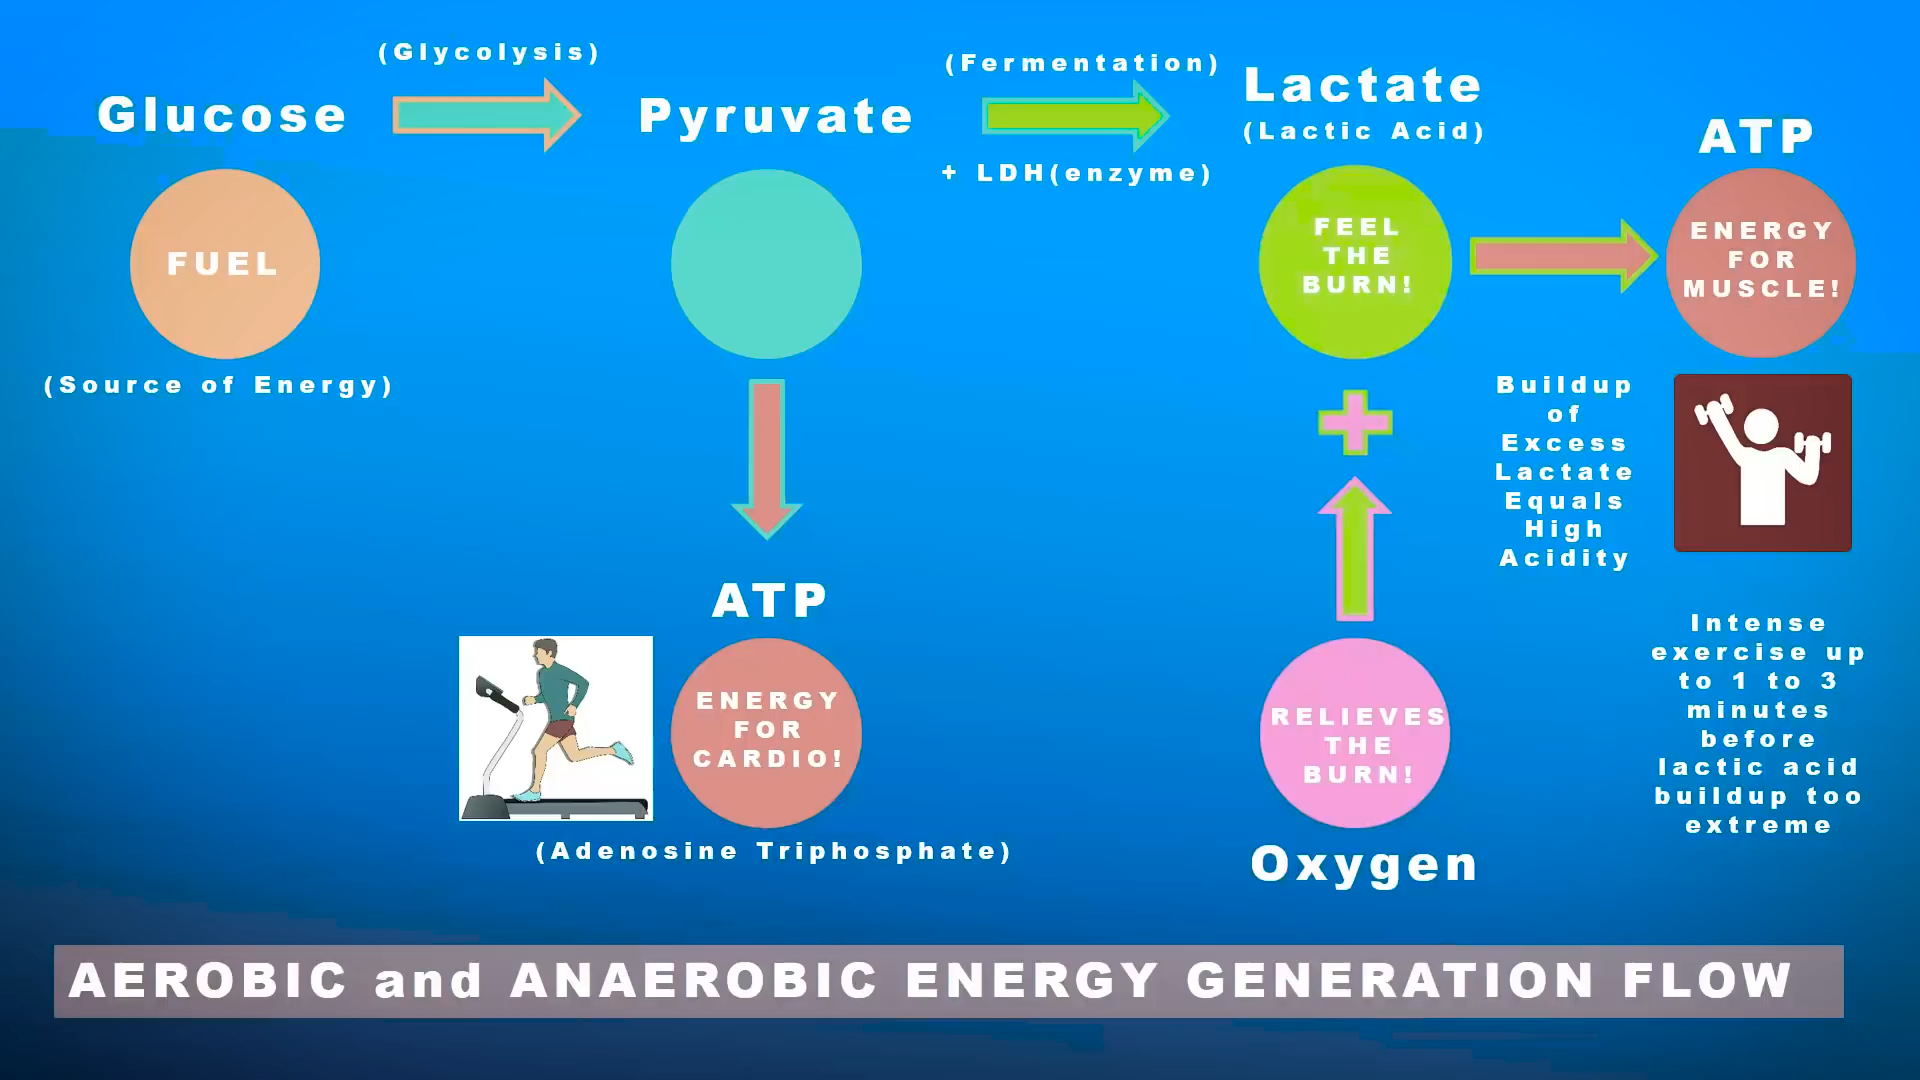 (Glycolysis)
Glucose
FUEL
(Source of Energy)
Pyruvate
(Fermentation)
+ LDH(enzyme)
Lactate
(Lactic Acid)
FEEL
THE
BURN!
ATP
ENERGY
FOR
MUSCLE!
Buildup
of
Excess
Lactate
Equals
High
Acidity
Intense
exercise up
to 1 to 3
minutes
before
lactic acid
buildup too
extreme
ATP
ENERGY
FOR
CARDIO!
(Adenosine Triphosphate)
RELIEVES
THE
BURN!
Oxygen
AEROBIC and ANAEROBIC ENERGY GENERATION FLOW